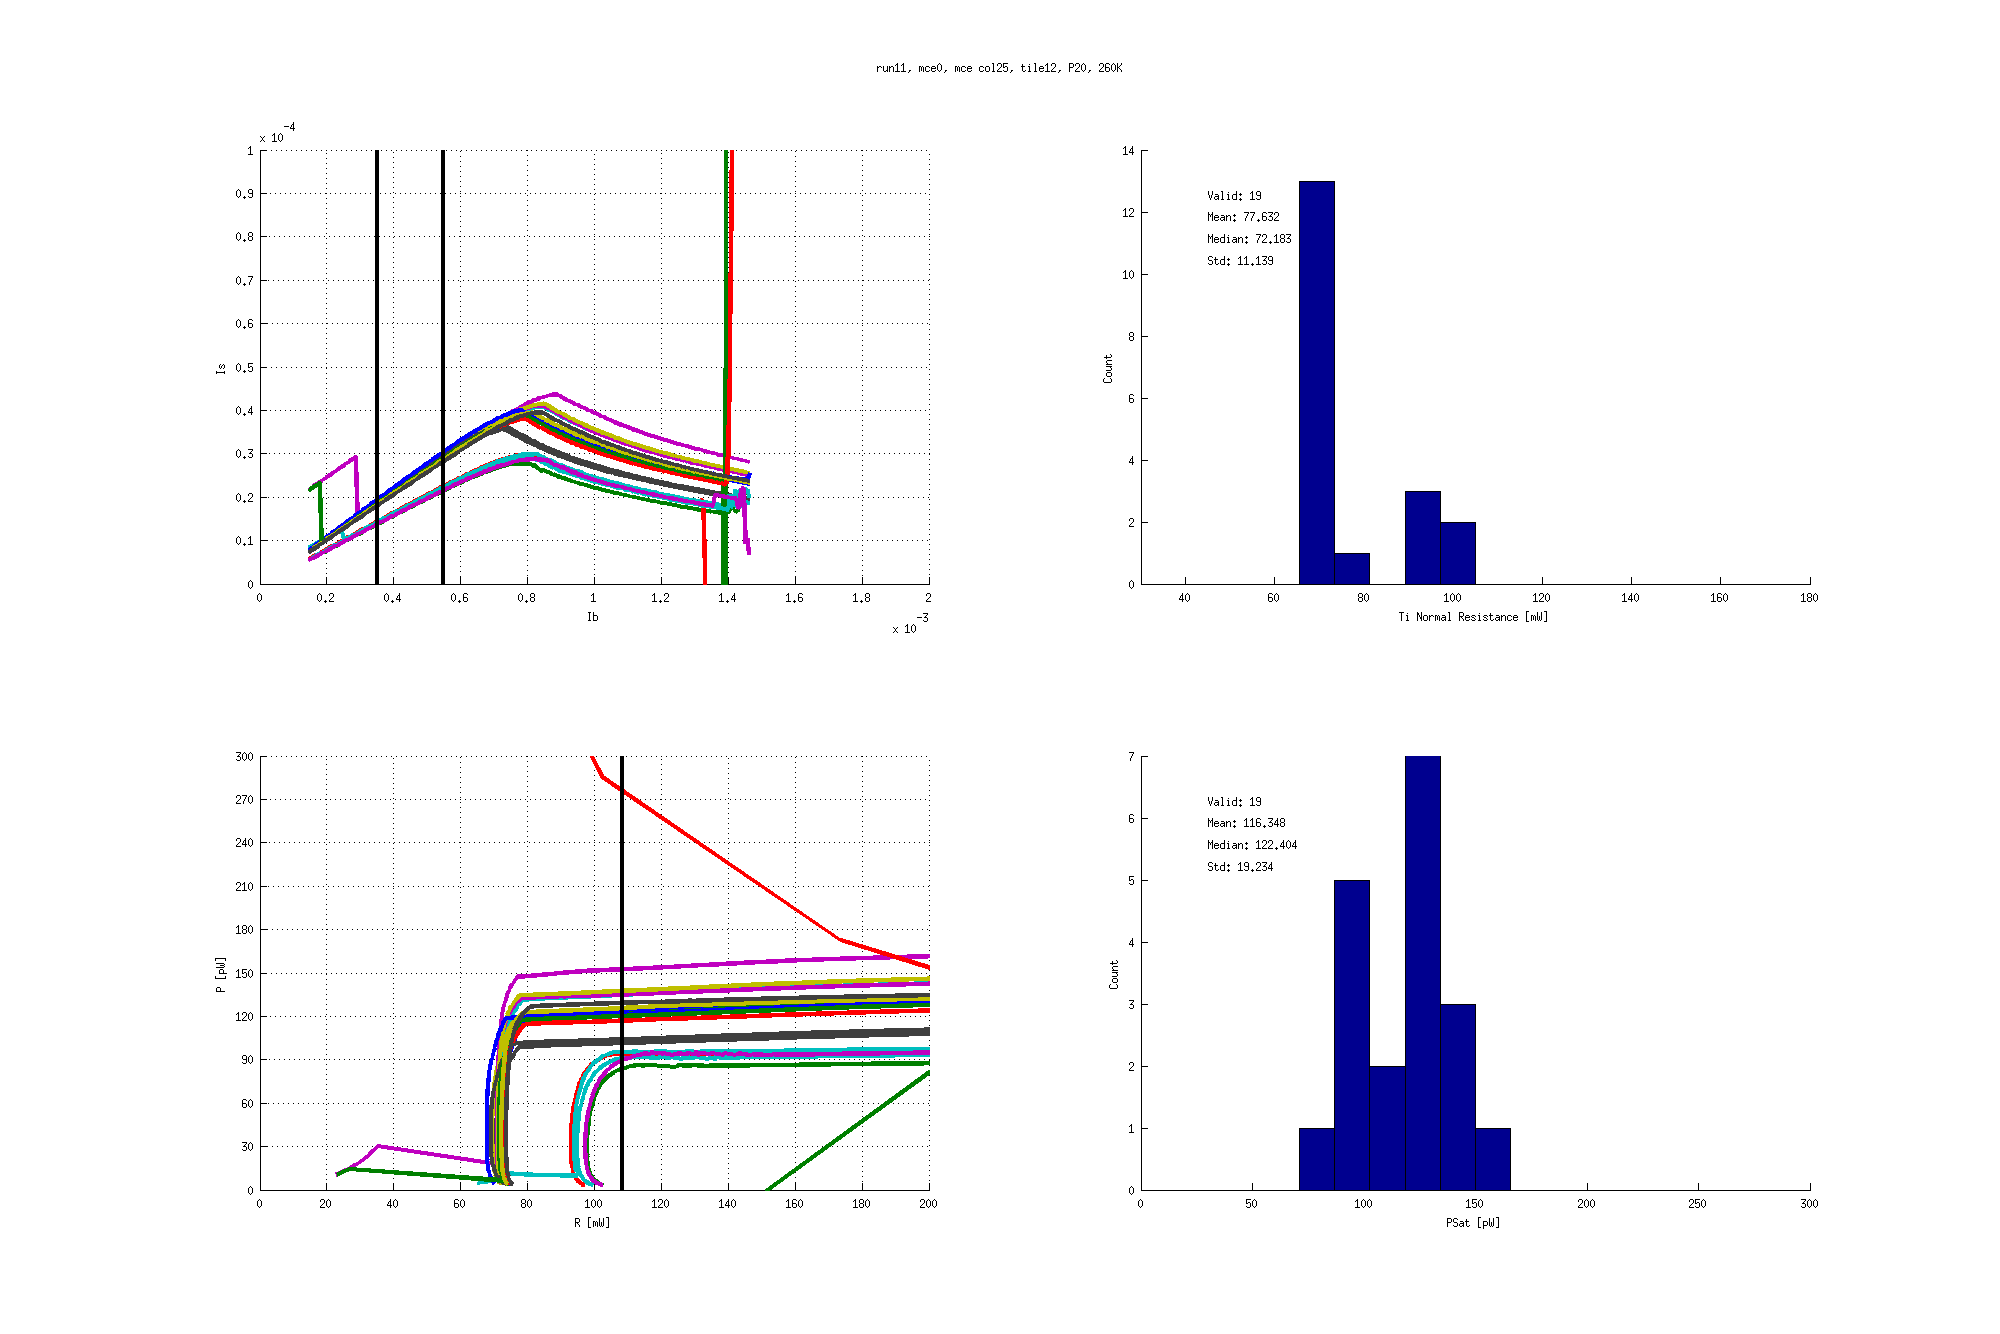 run11, mce0, mce col25, tile12, P20, 260K
x 10
-4
1
0.9
0.8
0.7
0.6
0.5
0.4
0.3
0.2
0.1
0
Is
0 0.2 0.4 0.6 0.8 1 1.2 1.4 1.6 1.8 2
Ib
x 10
-3
14
12
10
8
6
4
2
0
Count
Valid: 19
Mean: 77.632
Median: 72.183
Std: 11.139
40 60 80 100 120 140 160 180
Ti Normal Resistance [mW]
300
270
240
210
180
150
120
90
60
30
0
P [pW]
0 20 40 60 80 100 120 140 160 180 200
R [mW]
7
6
5
4
3
2
1
0
Count
Valid: 19
Mean: 116.348
Median: 122.404
Std: 19.234
0 50 100 150 200 250 300
PSat [pW]